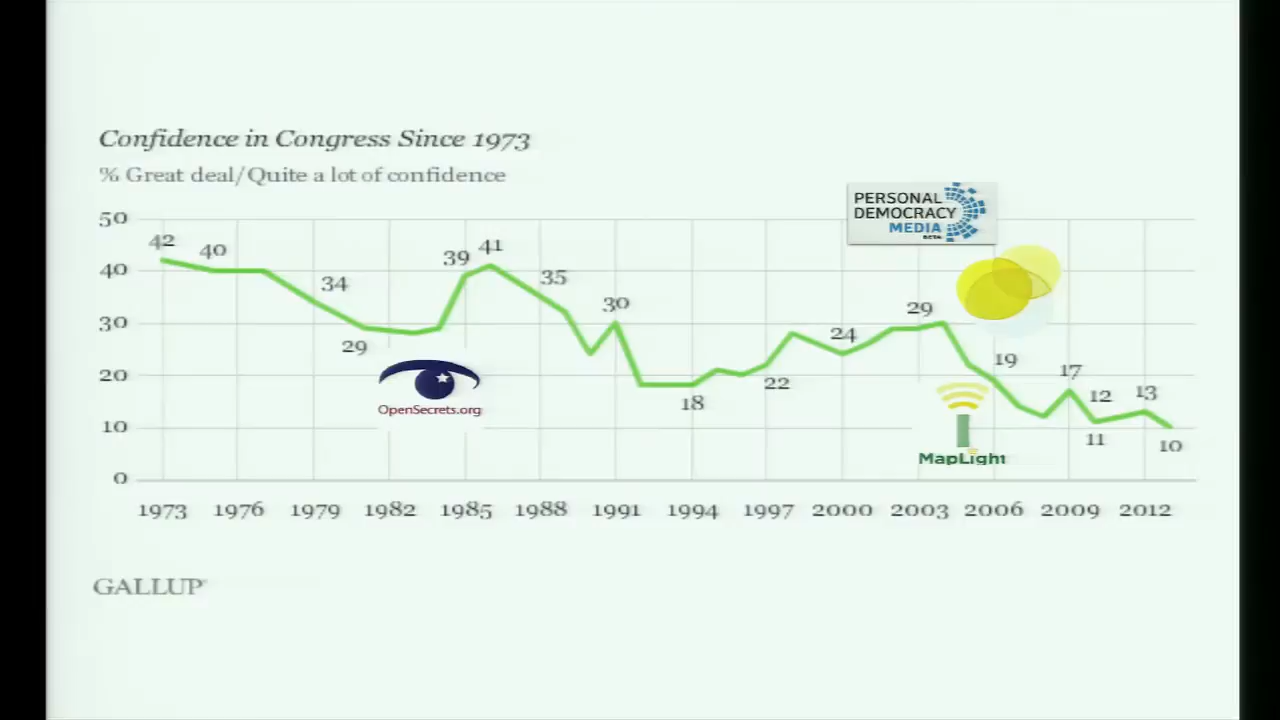 Confidence in Congress Since 1973
% Great deal/Quite a lot of confidence
PERSONAL
DEMOCRACY
MEDIA
BETA
50
40
30
20
10
0
42
40
34
29
39
41
35
30
18
22
24
29
19
17
12
11
13
10
OpenSecrets.org
MapLight
1973 1976 1979 1982 1985 1988 1991 1994 1997 2000 2003 2006 2009 2012
GALLUP